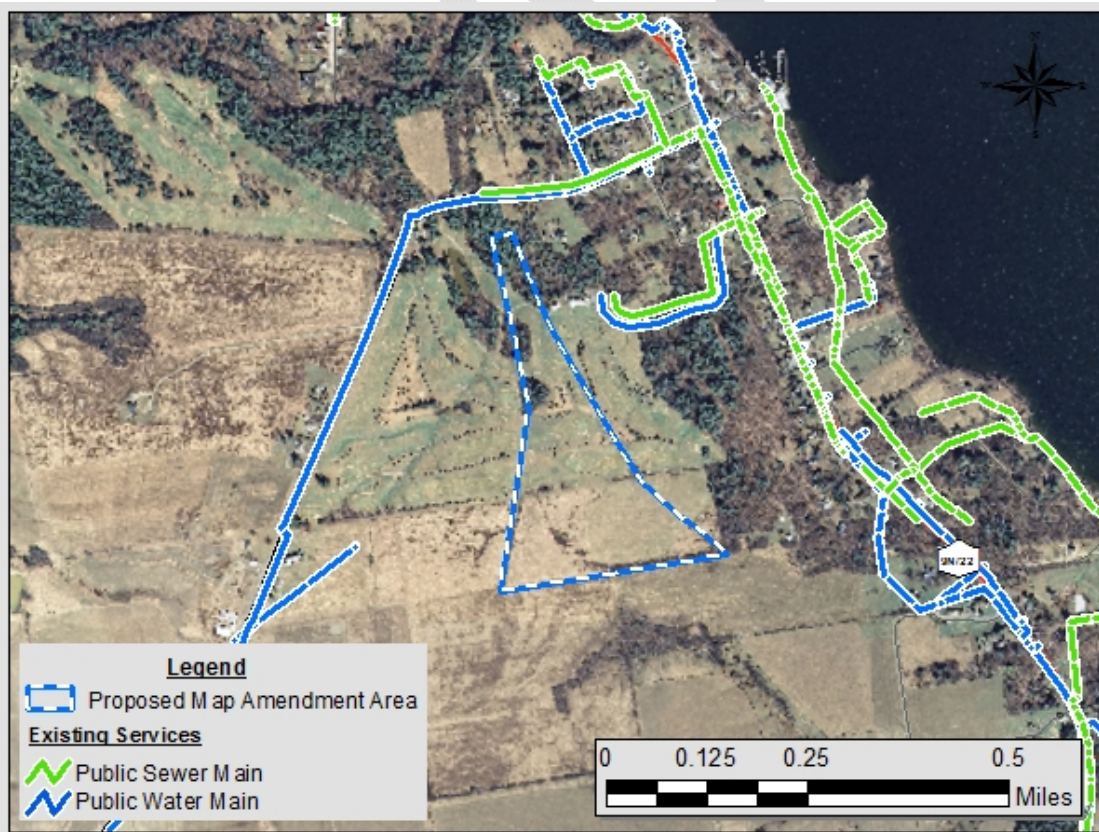 9N/22
Legend
Proposed Map Amendment Area
Existing Services
Public Sewer Main
Public Water Main
0 0.125 0.25 0.5
Miles